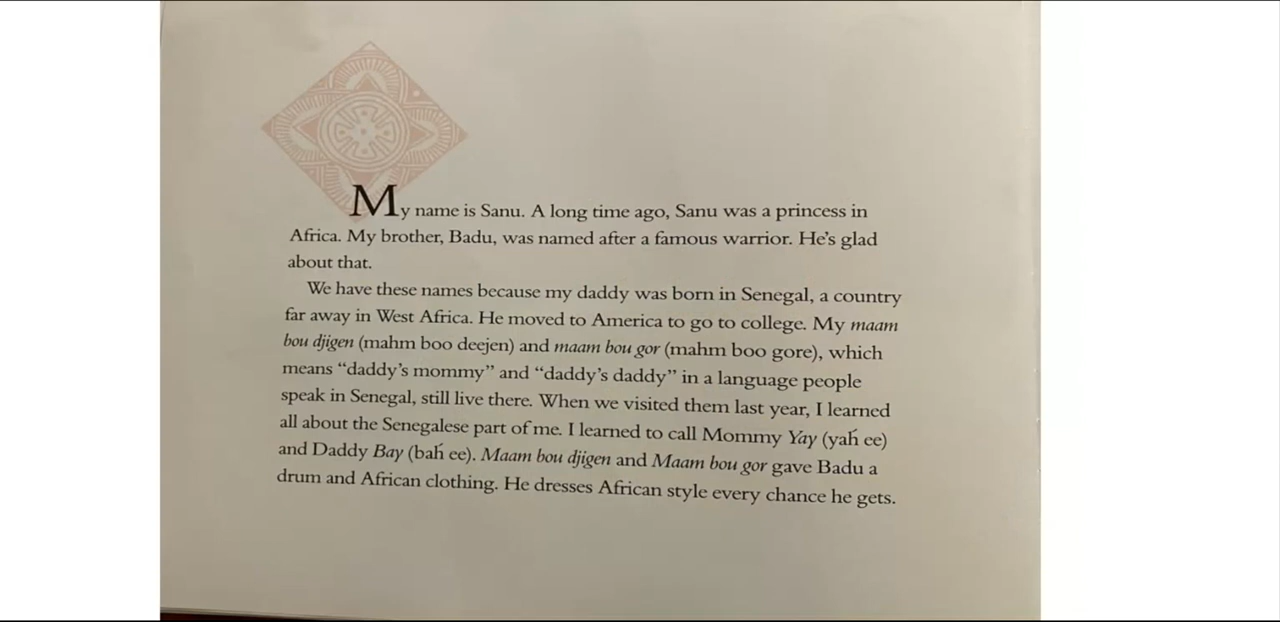 My name is Sanu. A long time ago, Sanu was a princess in
Africa. My brother, Badu, was named after a famous warrior. He's glad
about that.
We have these names because my daddy was born in Senegal, a country
far away in West Africa. He moved to America to go to college. My maam
bou djigen (mahm boo deejen) and maam bou gor (mahm boo gore), which
means “daddy's mommy” and “daddy's daddy” in a language people
speak in Senegal, still live there. When we visited them last year, I learned
all about the Senegalese part of me. I learned to call Mommy Yay (yah́ ee)
and Daddy Bay (bah́ ee). Maam bou djigen and Maam bou gor gave Badu a
drum and African clothing. He dresses African style every chance he gets.